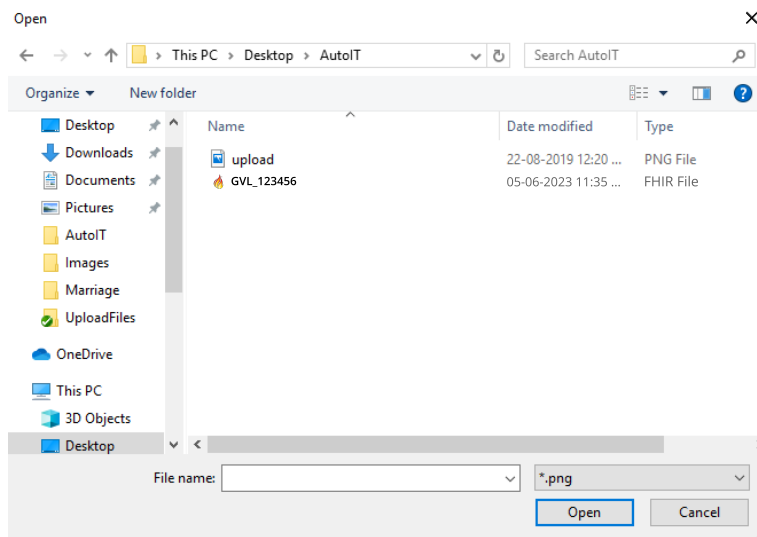 Open
This PC > Desktop > AutoIT
Search AutoIT
Organize
New folder
?
Desktop
Downloads
Documents
Pictures
AutoIT
Images
Marriage
UploadFiles
OneDrive
This PC
3D Objects
Desktop
Name Date modified Type
upload 22-08-2019 12:20 ... PNG File
GVL_123456 05-06-2023 11:35 ... FHIR File
File name:
*.png
Open
Cancel